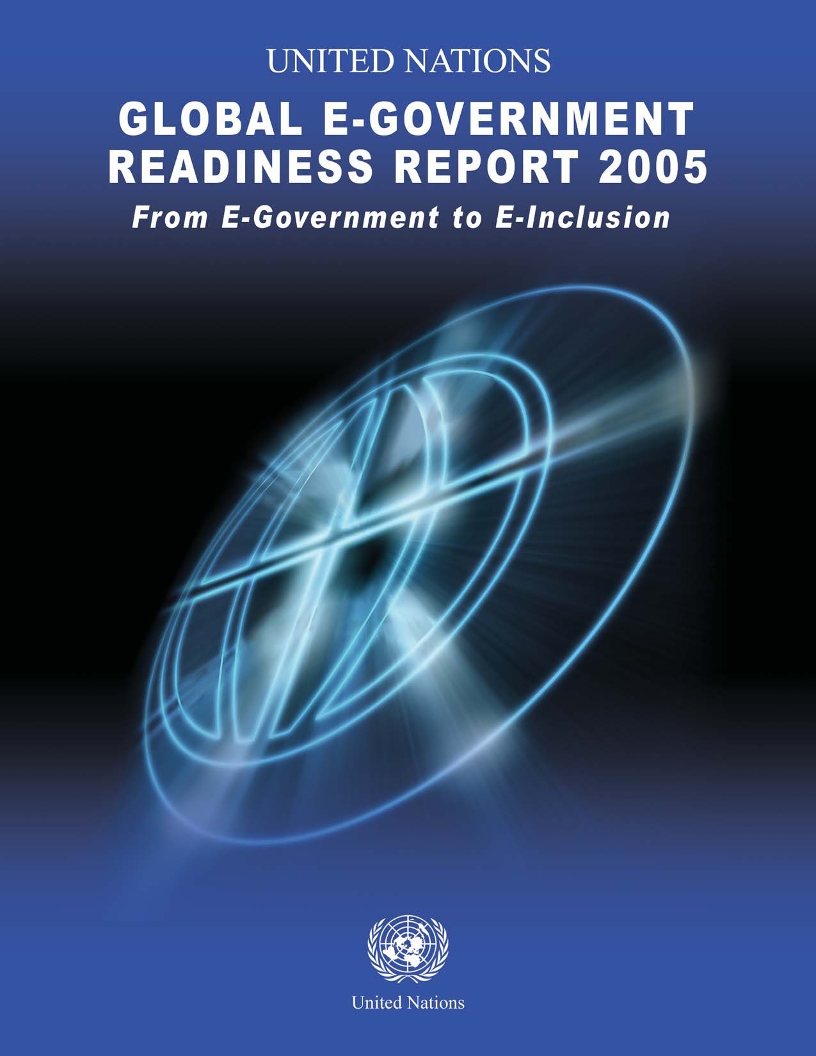 UNITED NATIONS
GLOBAL E-GOVERNMENT
READINESS REPORT 2005
From E-Government to E-Inclusion
United Nations